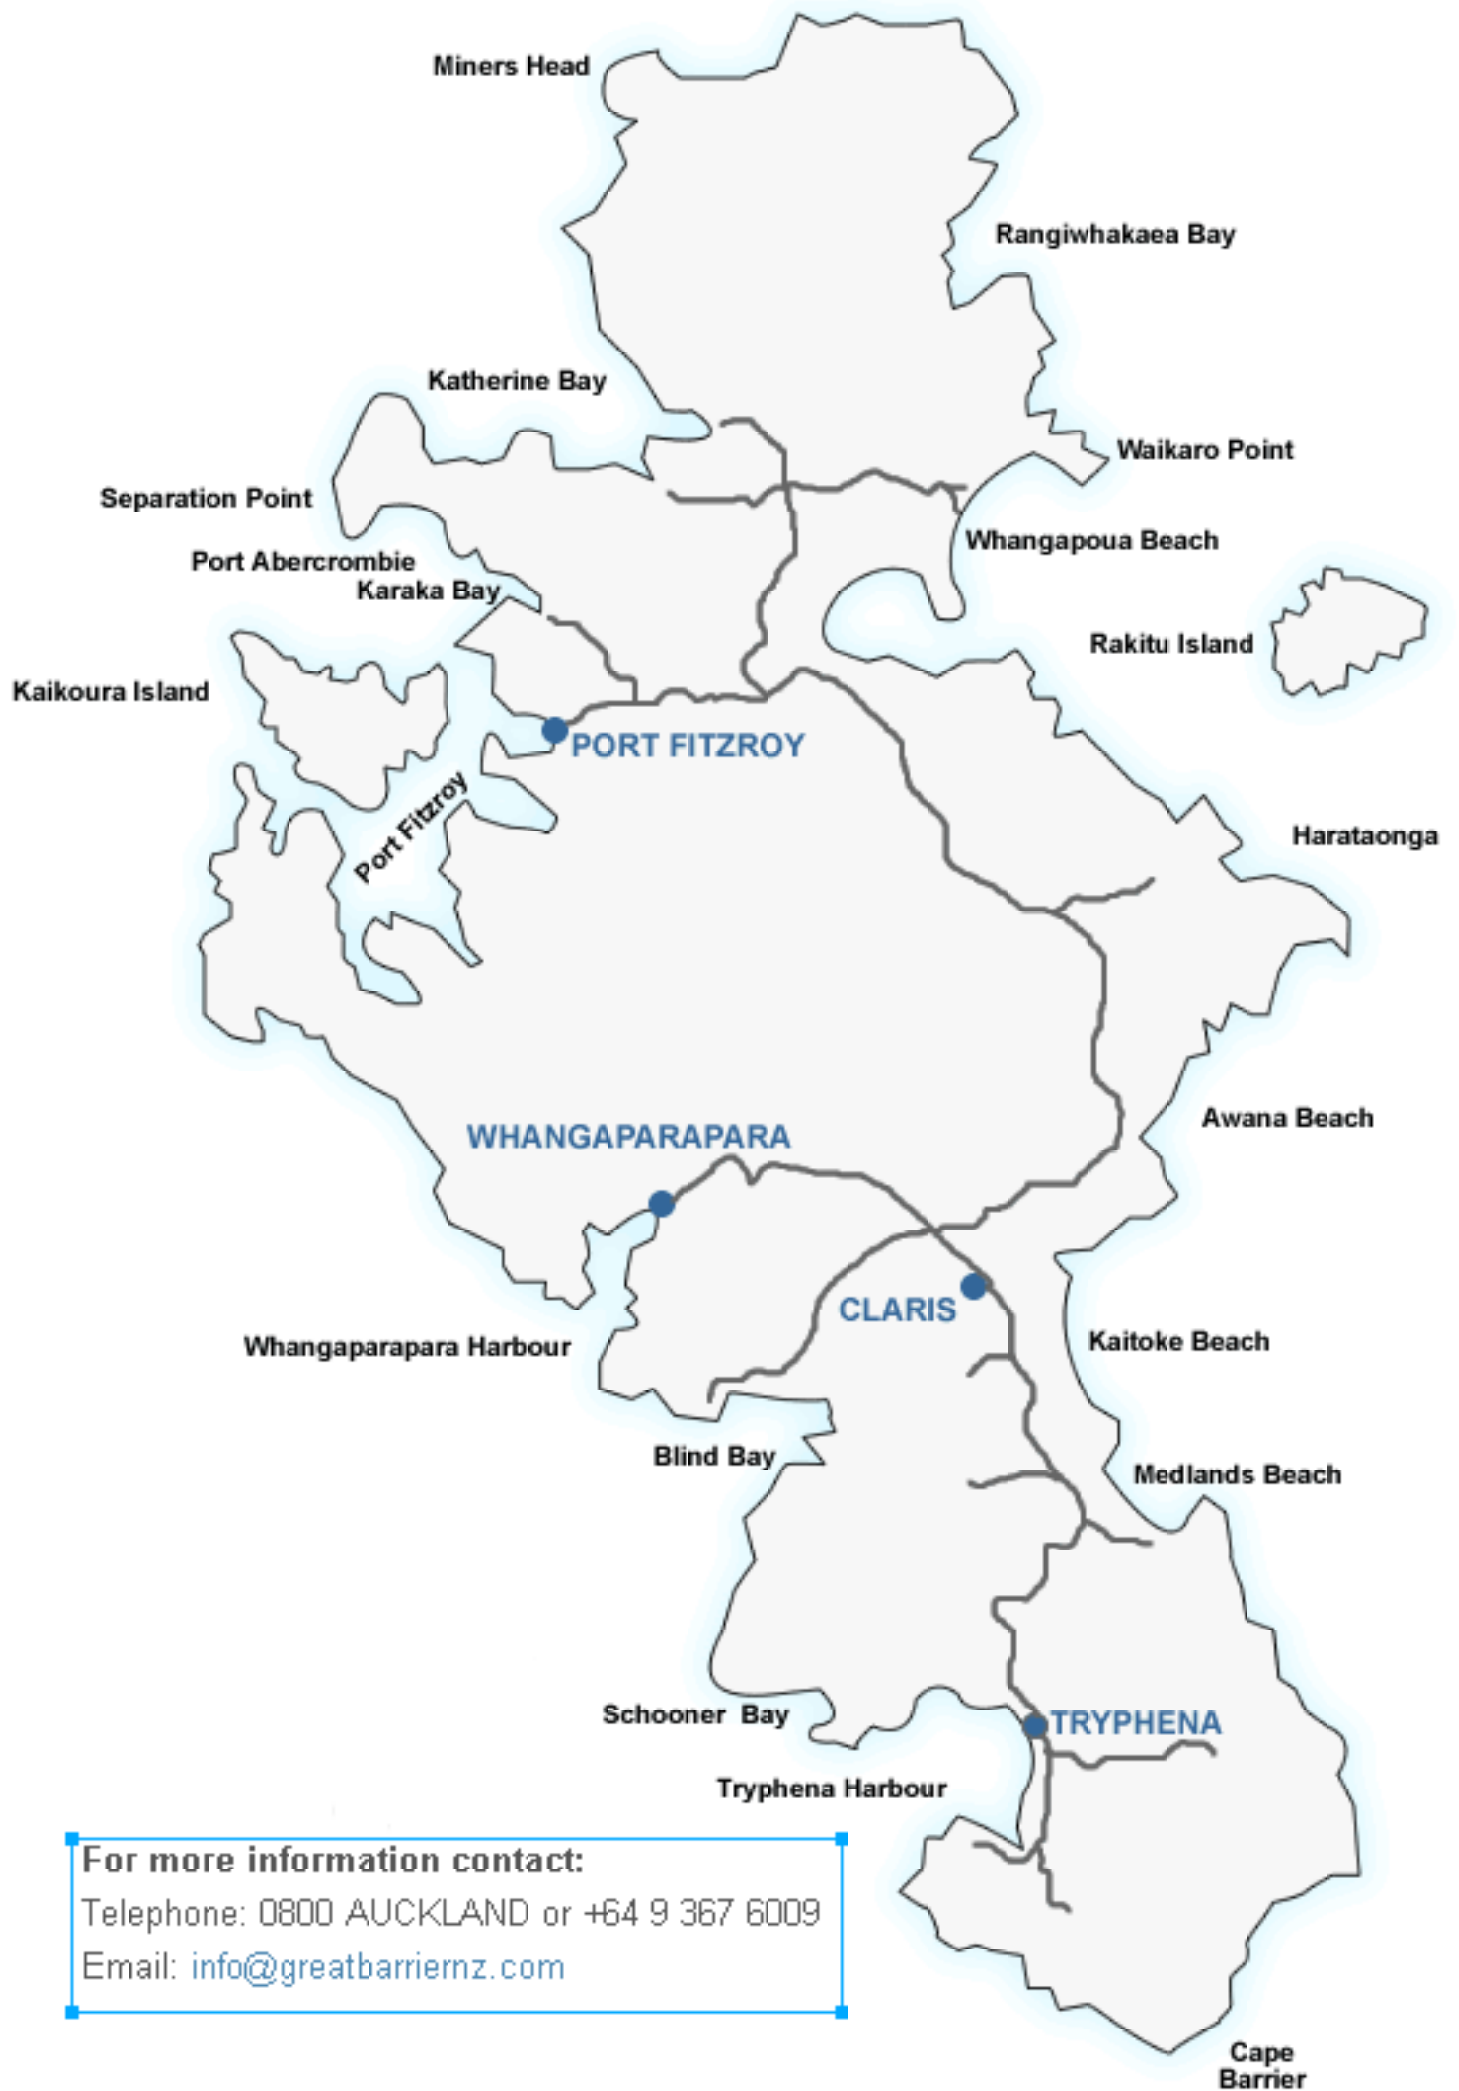 Miners Head
Rangiwhakaea Bay
Katherine Bay
Waikaro Point
Separation Point
Whangapoua Beach
Port Abercrombie
Karaka Bay
Rakitu Island
Kaikoura Island
PORT FITZROY
Port Fitzroy
Harataonga
Awana Beach
WHANGAPARAPARA
CLARIS
Kaitoke Beach
Whangaparapara Harbour
Blind Bay
Medlands Beach
Schooner Bay
TRYPHENA
Tryphena Harbour
For more information contact:
Telephone: 0800 AUCKLAND or +64 9 367 6009
Email: info@greatbarriernz.com
Cape
Barrier